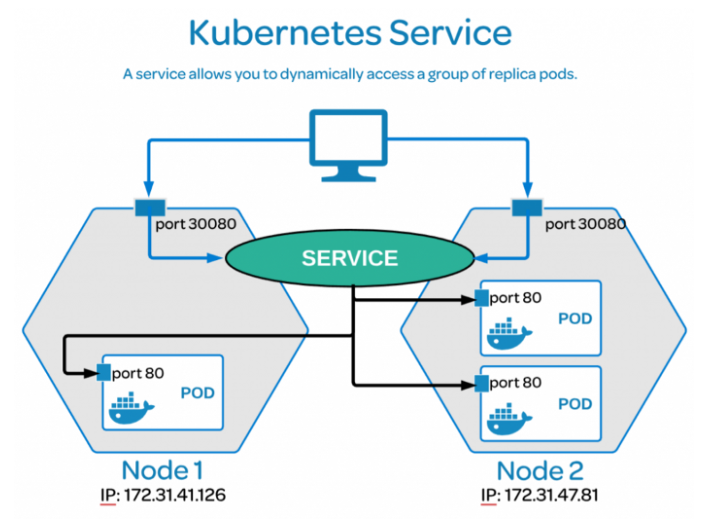 Kubernetes Service
A service allows you to dynamically access a group of replica pods.
port 30080
port 30080
SERVICE
port 80
POD
port 80
POD
port 80
POD
Node 1
IP: 172.31.41.126
Node 2
IP: 172.31.47.81